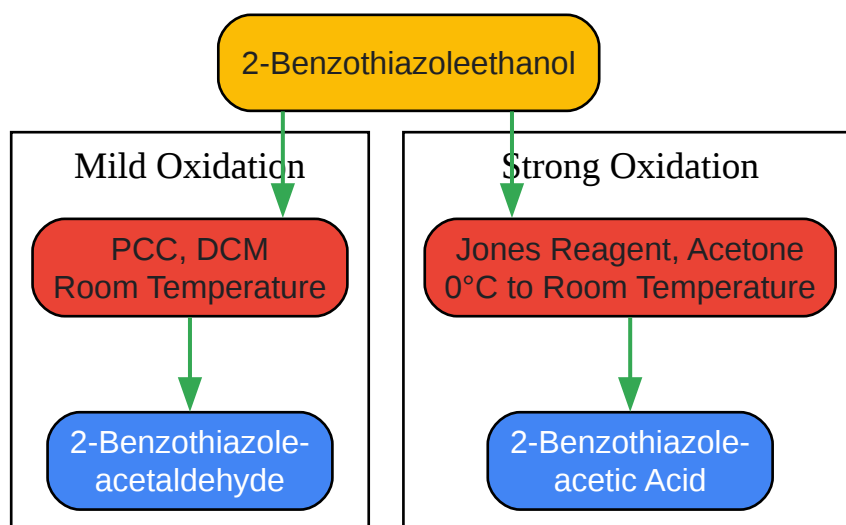 2-Benzothiazoleethanol
Mild Oxidation
PCC, DCM
Room Temperature
2-Benzothiazole-
acetaldehyde
Strong Oxidation
Jones Reagent, Acetone
0°C to Room Temperature
2-Benzothiazole-
acetic Acid